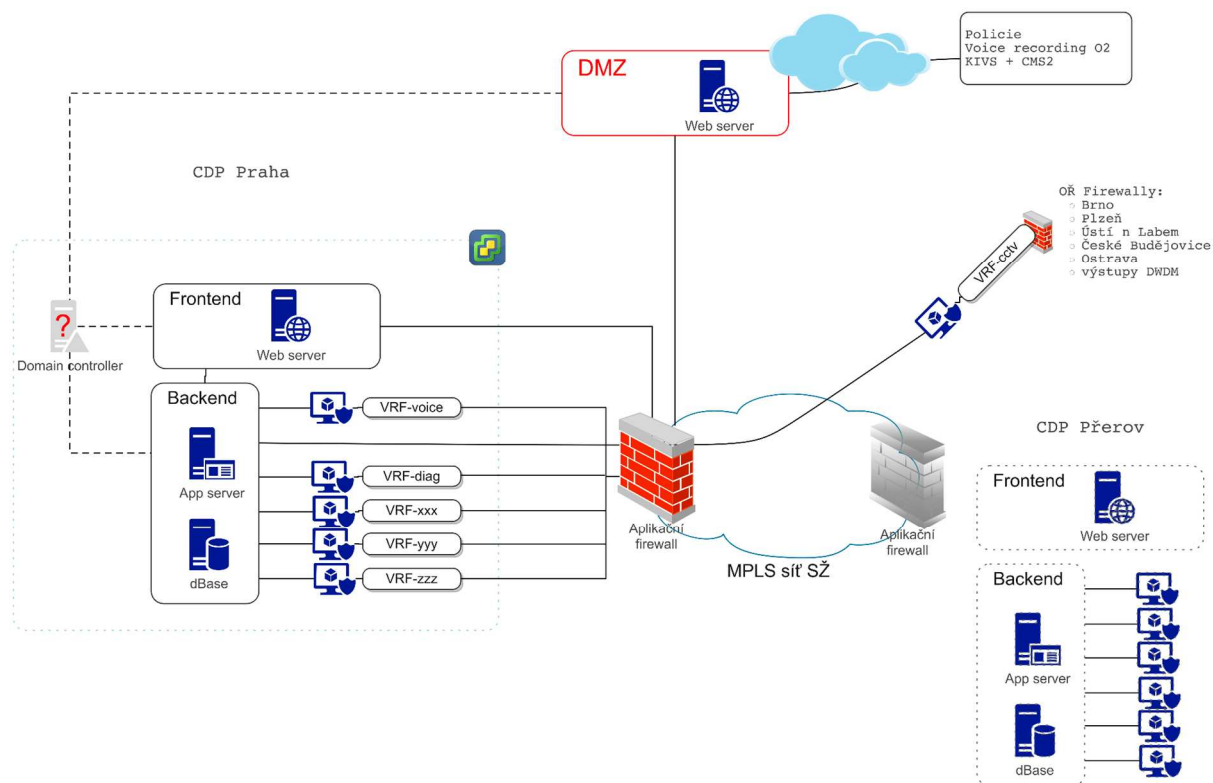 Policie
Voice recording O2
KIVS + CMS2
DMZ
Web server
CDP Praha
OŘ Firewally:
Brno
Plzeň
Ústí n Labem
České Budějovice
Ostrava
výstupy DWDM
VRF-cctv
Frontend
Web server
?
Domain controller
Backend
App server
dBase
VRF-voice
VRF-diag
VRF-xxx
VRF-yyy
VRF-zzz
Aplikační
firewall
Aplikační
firewall
MPLS síť SŽ
CDP Přerov
Frontend
Web server
Backend
App server
dBase